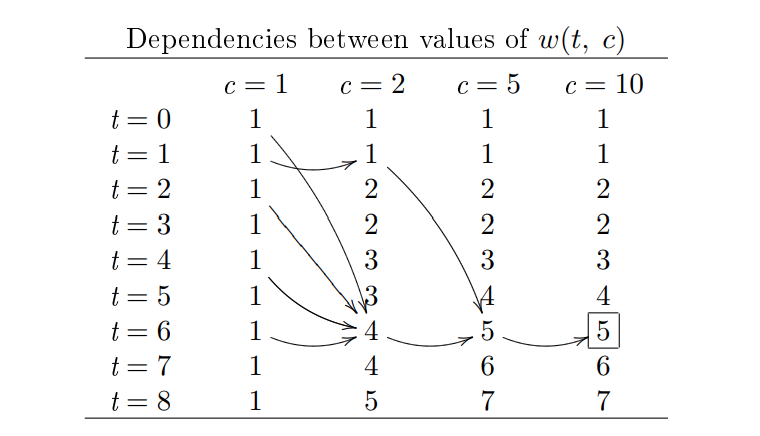 Dependencies between values of w(t, c)
c = 1 c = 2 c = 5 c = 10
t = 0 1 1 1 1
t = 1 1 1 1 1
t = 2 1 2 2 2
t = 3 1 2 2 2
t = 4 1 3 3 3
t = 5 1 3 4 4
t = 6 1 4 5 5
t = 7 1 4 6 6
t = 8 1 5 7 7